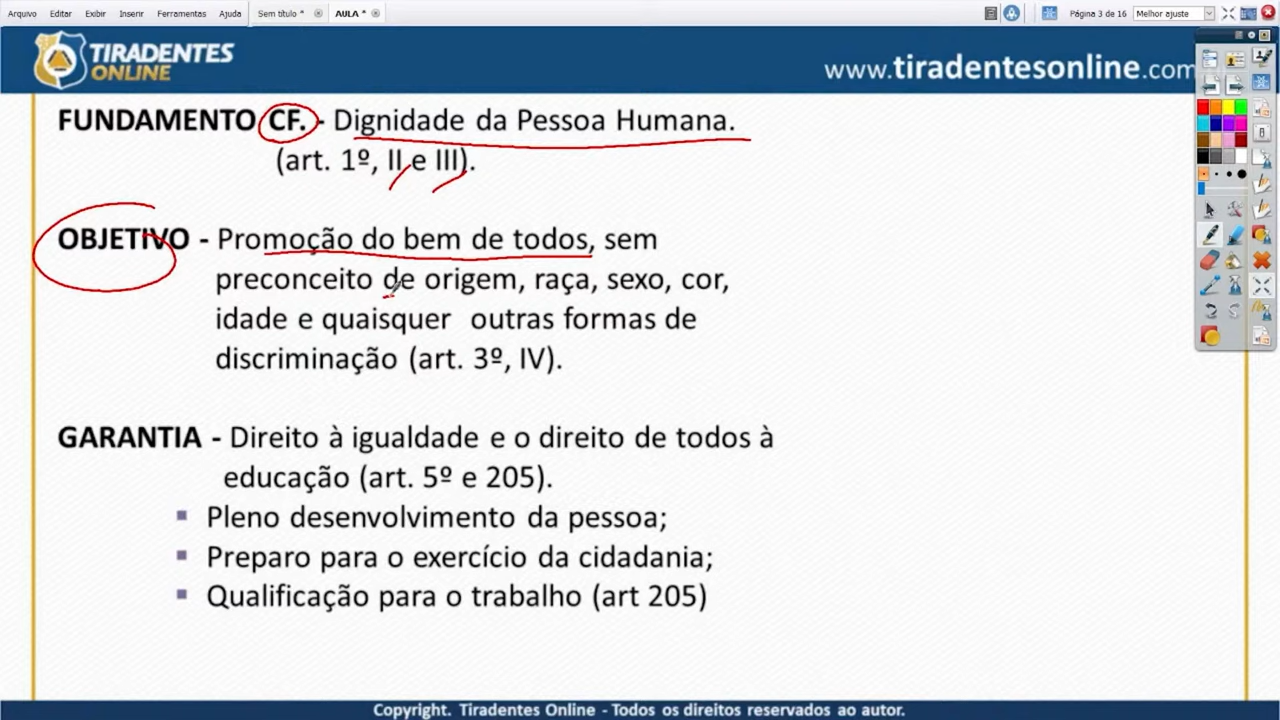 Arquivo Editar Exibir Inserir Ferramentas Ajuda Sem título * AULA * Página 3 de 16 Melhor ajuste
TIRADENTES
ONLINE
www.tiradentesonline.com
FUNDAMENTO CF. - Dignidade da Pessoa Humana.
(art. 1º, II e III).
OBJETIVO - Promoção do bem de todos, sem
preconceito de origem, raça, sexo, cor,
idade e quaisquer outras formas de
discriminação (art. 3º, IV).
GARANTIA - Direito à igualdade e o direito de todos à
educação (art. 5º e 205).
▪ Pleno desenvolvimento da pessoa;
▪ Preparo para o exercício da cidadania;
▪ Qualificação para o trabalho (art 205)
Copyright. Tiradentes Online - Todos os direitos reservados ao autor.